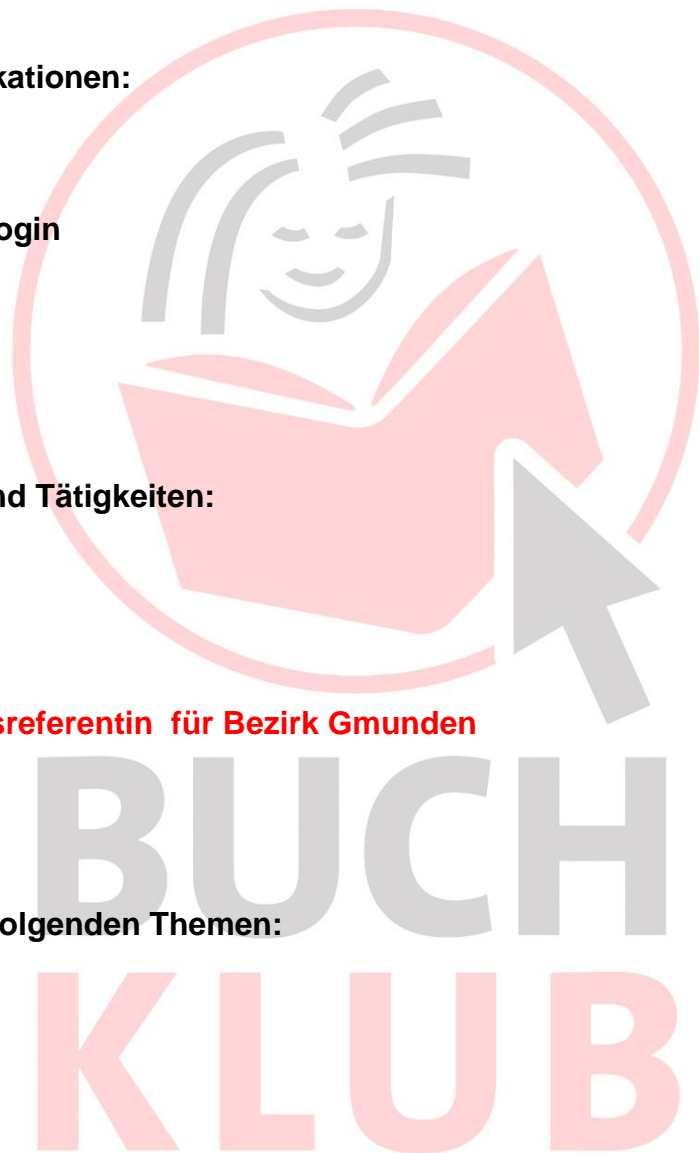 kationen:
ogin
nd Tätigkeiten:
sreferentin für Bezirk Gmunden
BUCH
olgenden Themen:
KLUB